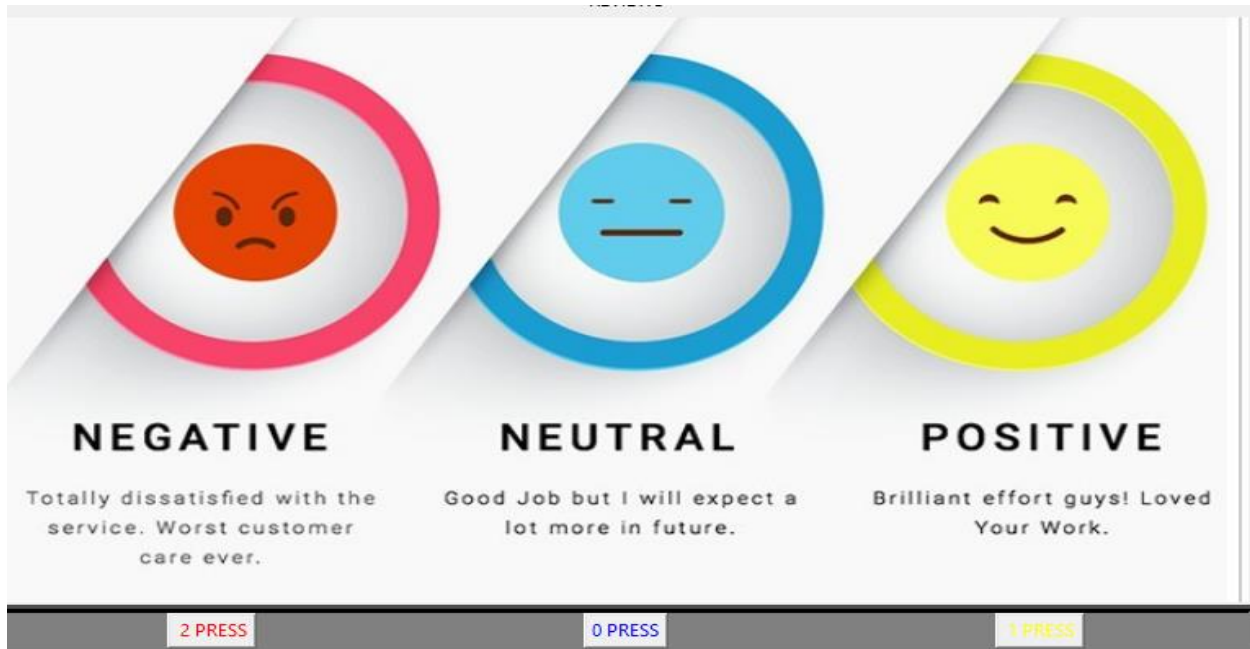 NEGATIVE
Totally dissatisfied with the
service. Worst customer
care ever.
NEUTRAL
Good Job but I will expect a
lot more in future.
POSITIVE
Brilliant effort guys! Loved
Your Work.
2 PRESS
0 PRESS
1 PRESS